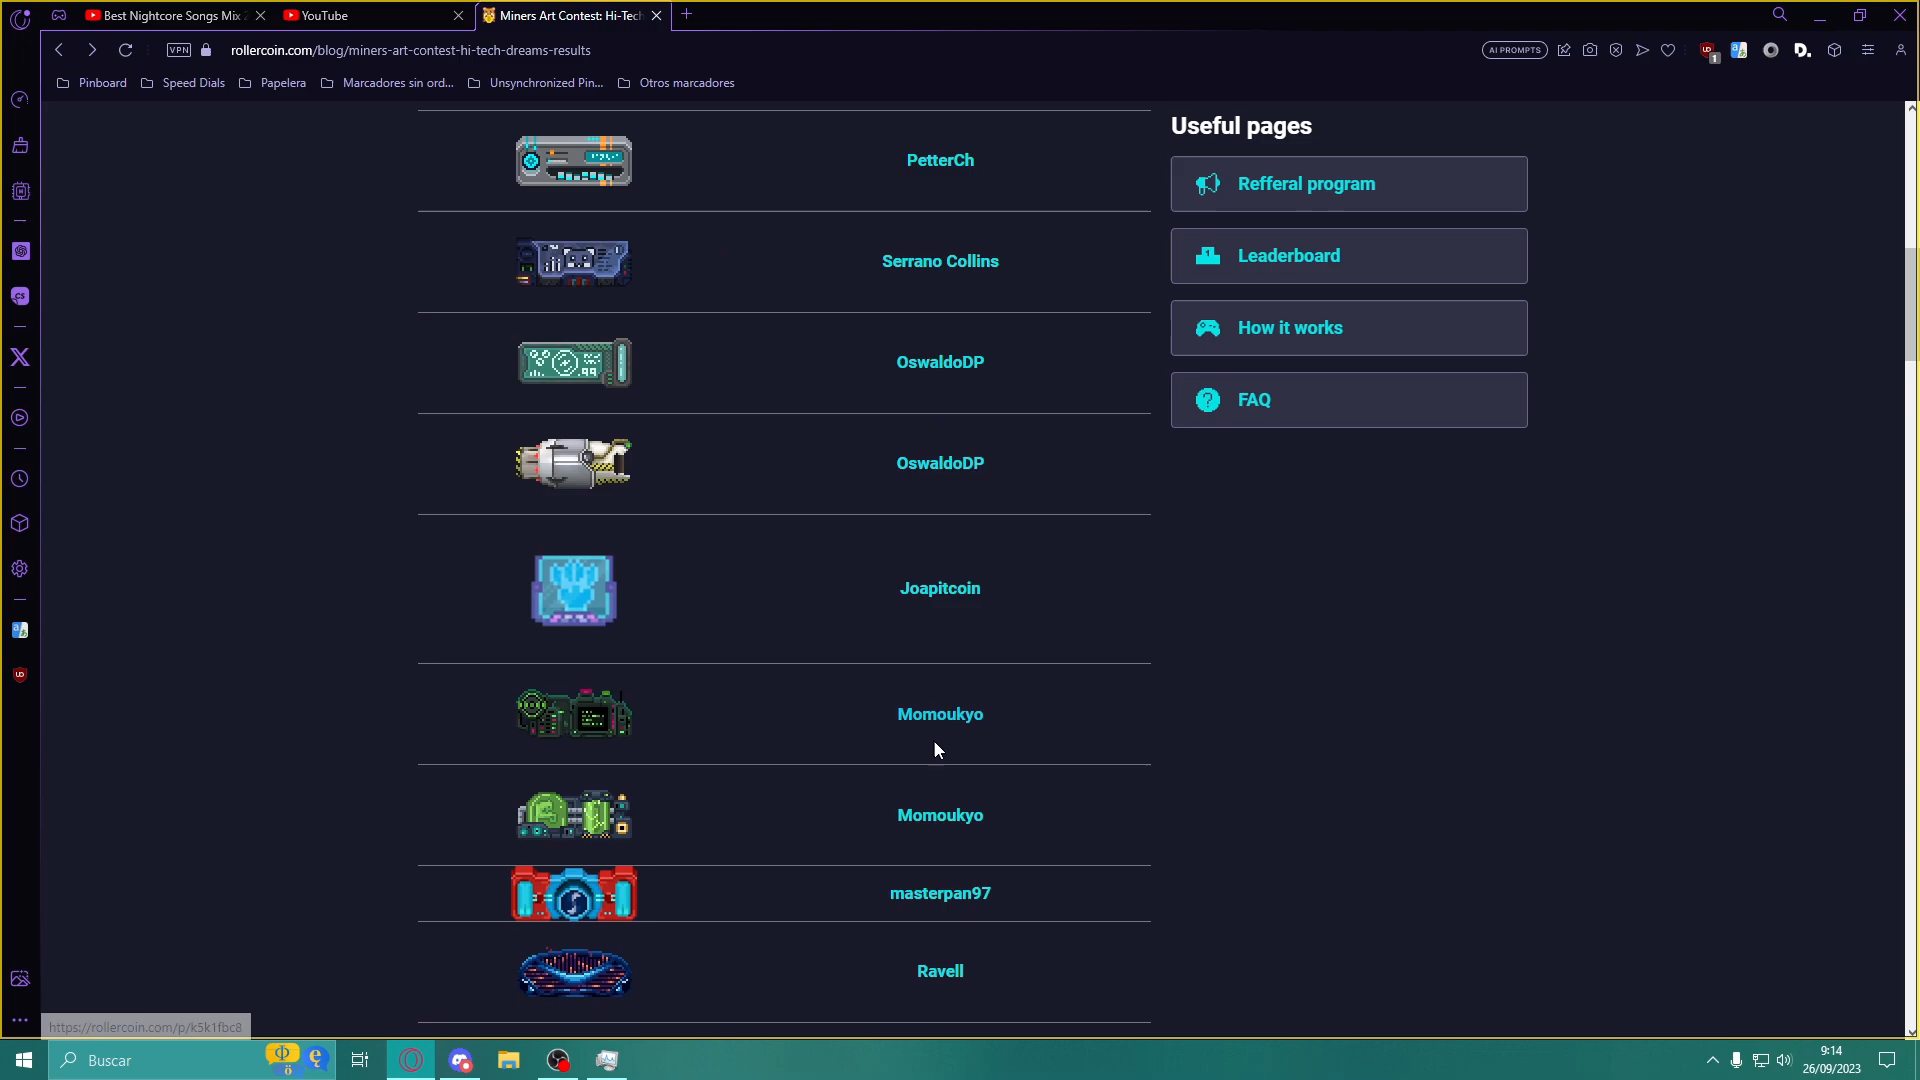 Best Nightcore Songs Mix 2
YouTube
Miners Art Contest: Hi-Tec
VPN
rollercoin.com/blog/miners-art-contest-hi-tech-dreams-results
AI PROMPTS
1
Pinboard
Speed Dials
Papelera
Marcadores sin ord...
Unsynchronized Pin...
Otros marcadores
PetterCh
Serrano Collins
OswaldoDP
OswaldoDP
Joapitcoin
Momoukyo
Momoukyo
masterpan97
Ravell
Useful pages
Refferal program
Leaderboard
How it works
FAQ
https://rollercoin.com/p/k5k1fbc8
Buscar
9:14
26/09/2023